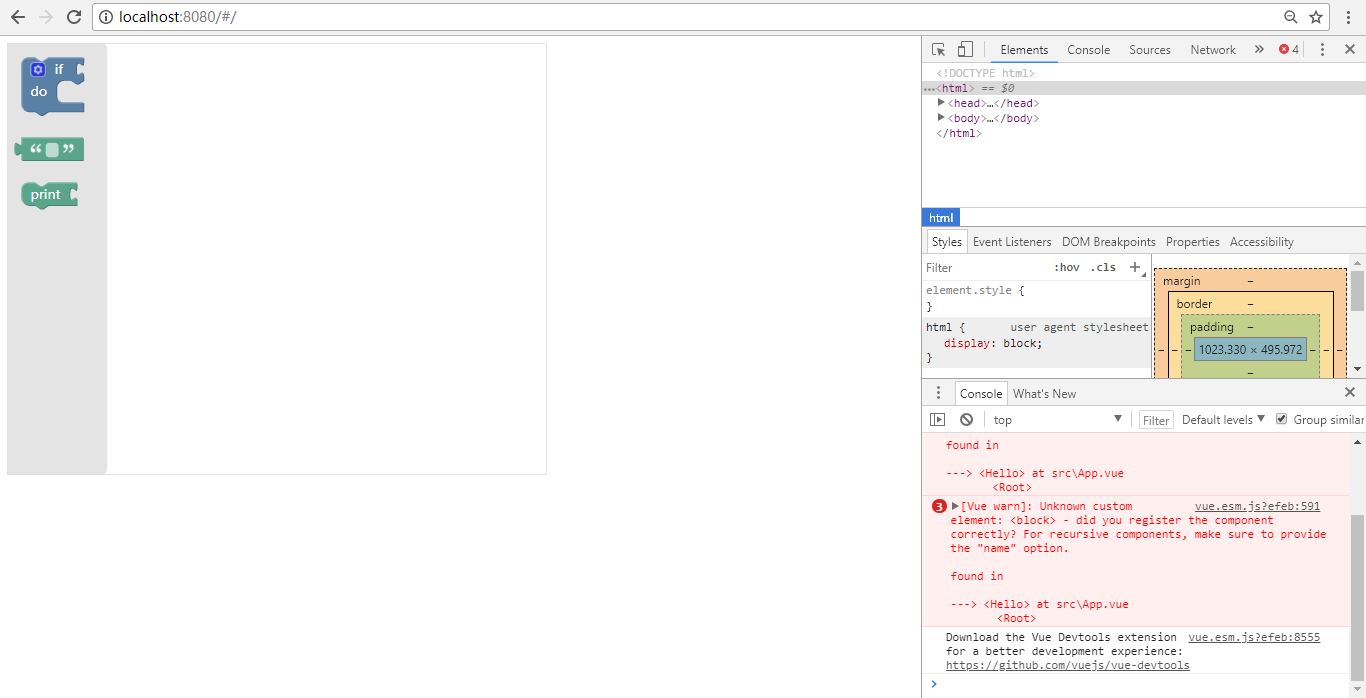 localhost:8080/#/
if
do
“ ”
print
Elements Console Sources Network » 4
<!DOCTYPE html>
…<html> == $0
▶<head>…</head>
▶<body>…</body>
</html>
html
Styles Event Listeners DOM Breakpoints Properties Accessibility
Filter :hov .cls +
element.style {
}
html { user agent stylesheet
display: block;
}
margin –
border –
padding –
– – – 1023.330 × 495.972 – – –
–
Console What's New
top ▼ Filter Default levels ▼ Group similar
found in
---> <Hello> at src\App.vue
<Root>
3 ▶[Vue warn]: Unknown custom vue.esm.js?efeb:591
element: <block> - did you register the component
correctly? For recursive components, make sure to provide
the "name" option.
found in
---> <Hello> at src\App.vue
<Root>
Download the Vue Devtools extension vue.esm.js?efeb:8555
for a better development experience:
https://github.com/vuejs/vue-devtools
>